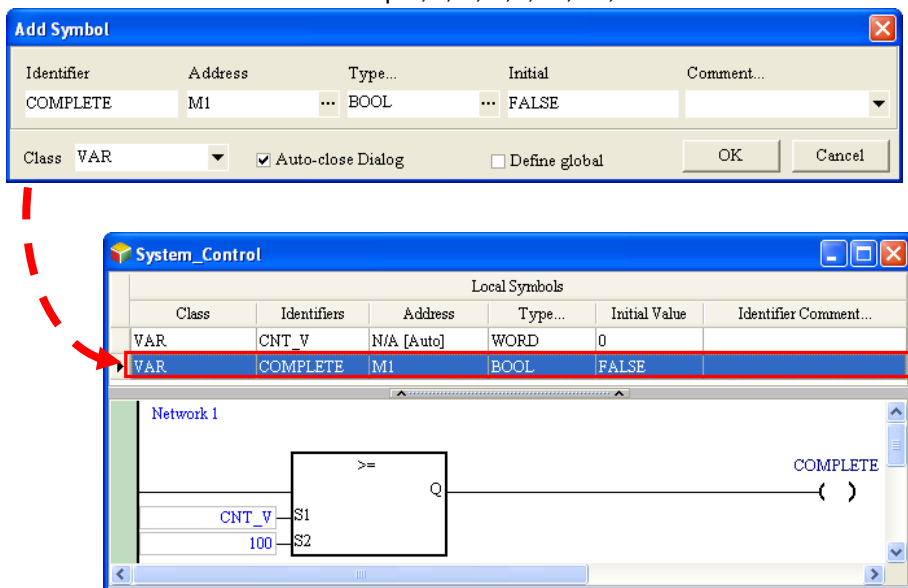 Add Symbol
Identifier Address Type... Initial Comment...
COMPLETE M1 ... BOOL ... FALSE
Class VAR Auto-close Dialog Define global OK Cancel
System_Control
Local Symbols
Class Identifiers Address Type... Initial Value Identifier Comment...
VAR CNT_V N/A [Auto] WORD 0
VAR COMPLETE M1 BOOL FALSE
Network 1
>=
COMPLETE
Q
( )
CNT_V S1
100 S2